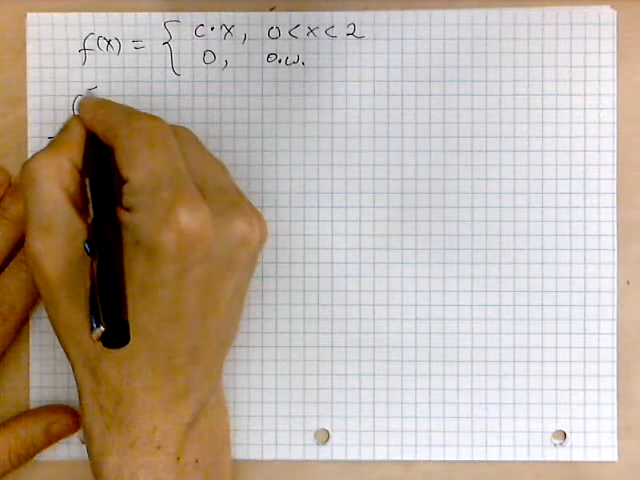 f(x) = { c·x, 0<x<2
0, o.w.